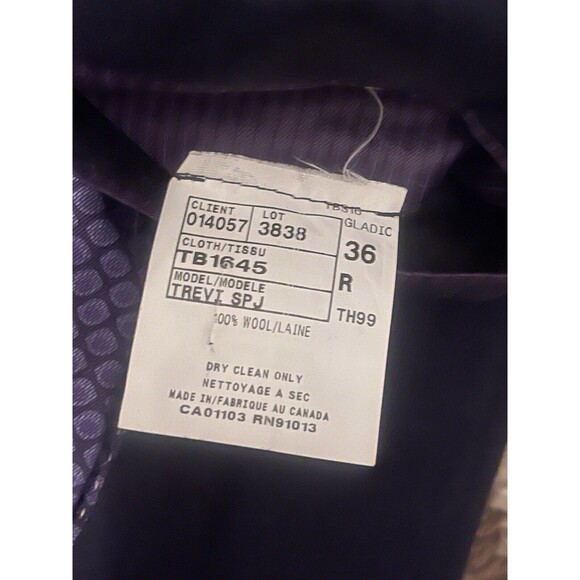 TBS16
CLIENT LOT GLADIC
014057 3838 36
CLOTH/TISSU
TB1645 R
MODEL/MODELE
TREVI SPJ TH99
100% WOOL/LAINE
DRY CLEAN ONLY
NETTOYAGE A SEC
MADE IN/FABRIQUE AU CANADA
CA01103 RN91013